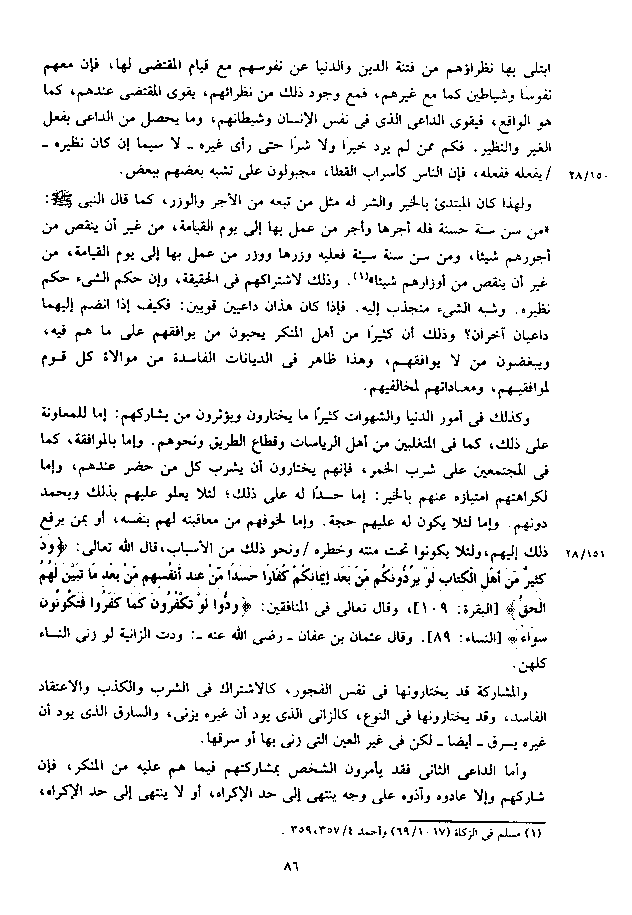 ابتلى بها نظراؤهم من فتنة الدين والدنيا عن نفوسهم مع قيام المقتضى لها، فإن معهم
نفوسا وشياطين كما مع غيرهم، فمع وجود ذلك من نظرائهم، يقوى المقتضى عندهم، كما
هو الواقع، فيقوى الداعى الذى فى نفس الإنسان وشيطانهم، وما يحصل من الداعى بفعل
الغير والنظير. فكم ممن لم يرد خيرًا ولا شرًا حتى رأى غيره ـ لا سيما إن كان نظيره ـ
٢٨/١٥٠ / يفعله ففعله، فإن الناس كأسراب القطا، مجبولون على تشبه بعضهم ببعض.
ولهذا كان المبتدئ بالخير والشر له مثل من تبعه من الأجر والوزر، كما قال النبى ﷺ:
«من سن سنة حسنة فله أجرها وأجر من عمل بها إلى يوم القيامة، من غير أن ينقص من
أجورهم شيئا، ومن سن سنة سيئة فعليه وزرها ووزر من عمل بها إلى يوم القيامة، من
غير أن ينقص من أوزارهم شيئا»(١). وذلك لاشتراكهم فى الحقيقة، وإن حكم الشىء حكم
نظيره. وشبه الشىء منجذب إليه. فإذا كان هذان داعيين قويين: فكيف إذا انضم إليهما
داعيان آخران؟ وذلك أن كثيرًا من أهل المنكر يحبون من يوافقهم على ما هم فيه،
ويبغضون من لا يوافقهم، وهذا ظاهر فى الديانات الفاسدة من موالاة كل قوم
لموافقيهم، ومعاداتهم لمخالفيهم.
وكذلك فى أمور الدنيا والشهوات كثيرًا ما يختارون ويؤثرون من يشاركهم: إما للمعاونة
على ذلك، كما فى المتغلبين من أهل الرياسات وقطاع الطريق ونحوهم. وإما بالموافقة، كما
فى المجتمعين على شرب الخمر، فإنهم يختارون أن يشرب كل من حضر عندهم، وإما
لكراهتهم امتيازه عنهم بالخير: إما حسدًا له على ذلك؛ لئلا يعلو عليهم بذلك ويحمد
دونهم. وإما لئلا يكون له عليهم حجة. وإما لخوفهم من معاقبته لهم بنفسه، أو بمن يرفع
٢٨/١٥١ ذلك إليهم، ولئلا يكونوا تحت منته وخطره / ونحو ذلك من الأسباب، قال الله تعالى: ﴿وَدَّ
كَثِيرٌ مِّنْ أَهْلِ الْكِتَابِ لَوْ يَرُدُّونَكُم مِّنْ بَعْدِ إِيمَانِكُمْ كُفَّارًا حَسَدًا مِّنْ عِندِ أَنفُسِهِم مِّنْ بَعْدِ مَا تَبَيَّنَ لَهُمُ
الْحَقُّ﴾ [البقرة: ١٠٩]، وقال تعالى فى المنافقين: ﴿وَدُّوا لَوْ تَكْفُرُونَ كَمَا كَفَرُوا فَتَكُونُونَ
سَوَاءً﴾ [النساء: ٨٩]. وقال عثمان بن عفان ـ رضى الله عنه ـ: ودت الزانية لو زنى النساء
كلهن.
والمشاركة قد يختارونها فى نفس الفجور، كالاشتراك فى الشرب والكذب والاعتقاد
الفاسد، وقد يختارونها فى النوع، كالزانى الذى يود أن غيره يزنى، والسارق الذى يود أن
غيره يسرق ـ أيضا ـ لكن فى غير العين التى زنى بها أو سرقها.
وأما الداعى الثانى فقد يأمرون الشخص بمشاركتهم فيما هم عليه من المنكر، فإن
شاركهم وإلا عادوه وآذوه على وجه ينتهى إلى حد الإكراه، أو لا ينتهى إلى حد الإكراه،
(١) مسلم فى الزكاة (٦٩/١٠١٧) وأحمد ٤/ ٣٥٧، ٣٥٩ .
٨٦